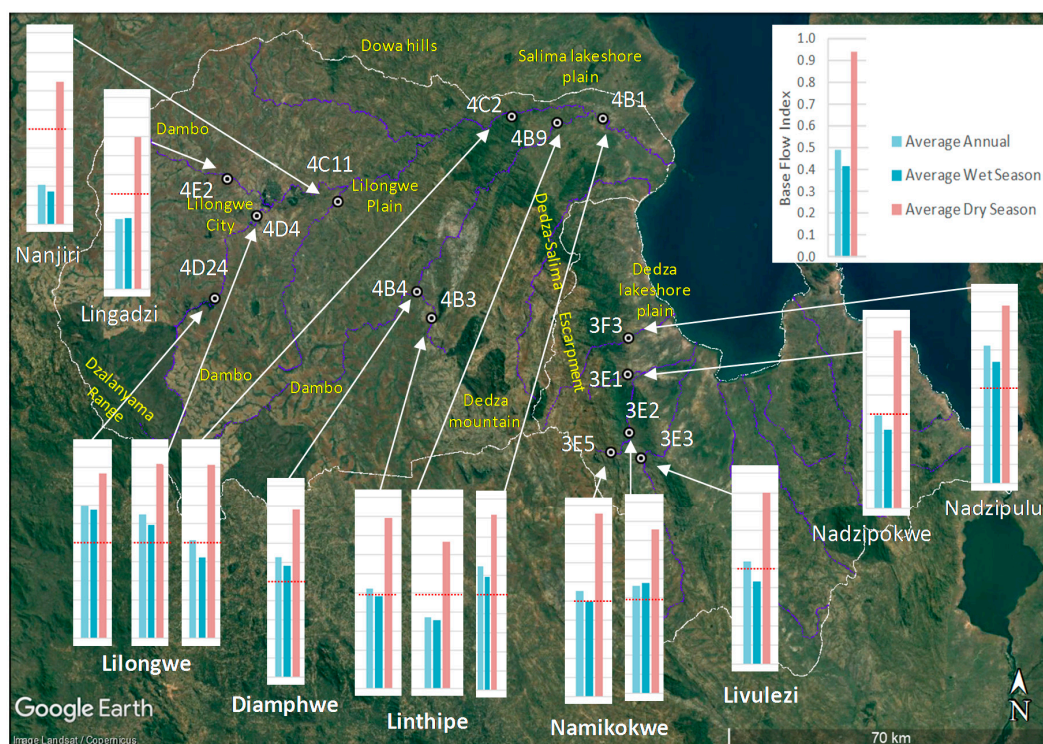 Dowa hills
Salima lakeshore
plain
4C2
4B1
4B9
Dambo
4C11
4E2
Lilongwe
City
Lilongwe
Plain
4D4
Nanjiri
Lingadzi
4D24
4B4
4B3
Dedza-Salima
Escarpment
Dedza
lakeshore
plain
3F3
3E1
3E2
3E5
3E3
Dzalanyama
Range
Dambo
Dambo
Dedza
mountain
1.0
0.9
0.8
0.7
0.6
0.5
0.4
0.3
0.2
0.1
0.0
Base Flow Index
Average Annual
Average Wet Season
Average Dry Season
Nadzipulu
Nadzipokwe
Lilongwe
Diamphwe
Linthipe
Namikokwe
Livulezi
Google Earth
Image Landsat / Copernicus
70 km
N